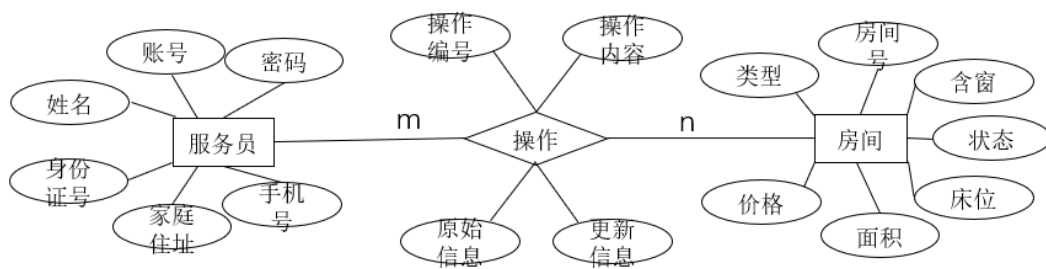 操作
编号
操作
内容
房间
号
账号
密码
类型
含窗
姓名
服务员
m
操作
n
房间
状态
身份
证号
家庭
住址
手机
号
价格
床位
原始
信息
更新
信息
面积